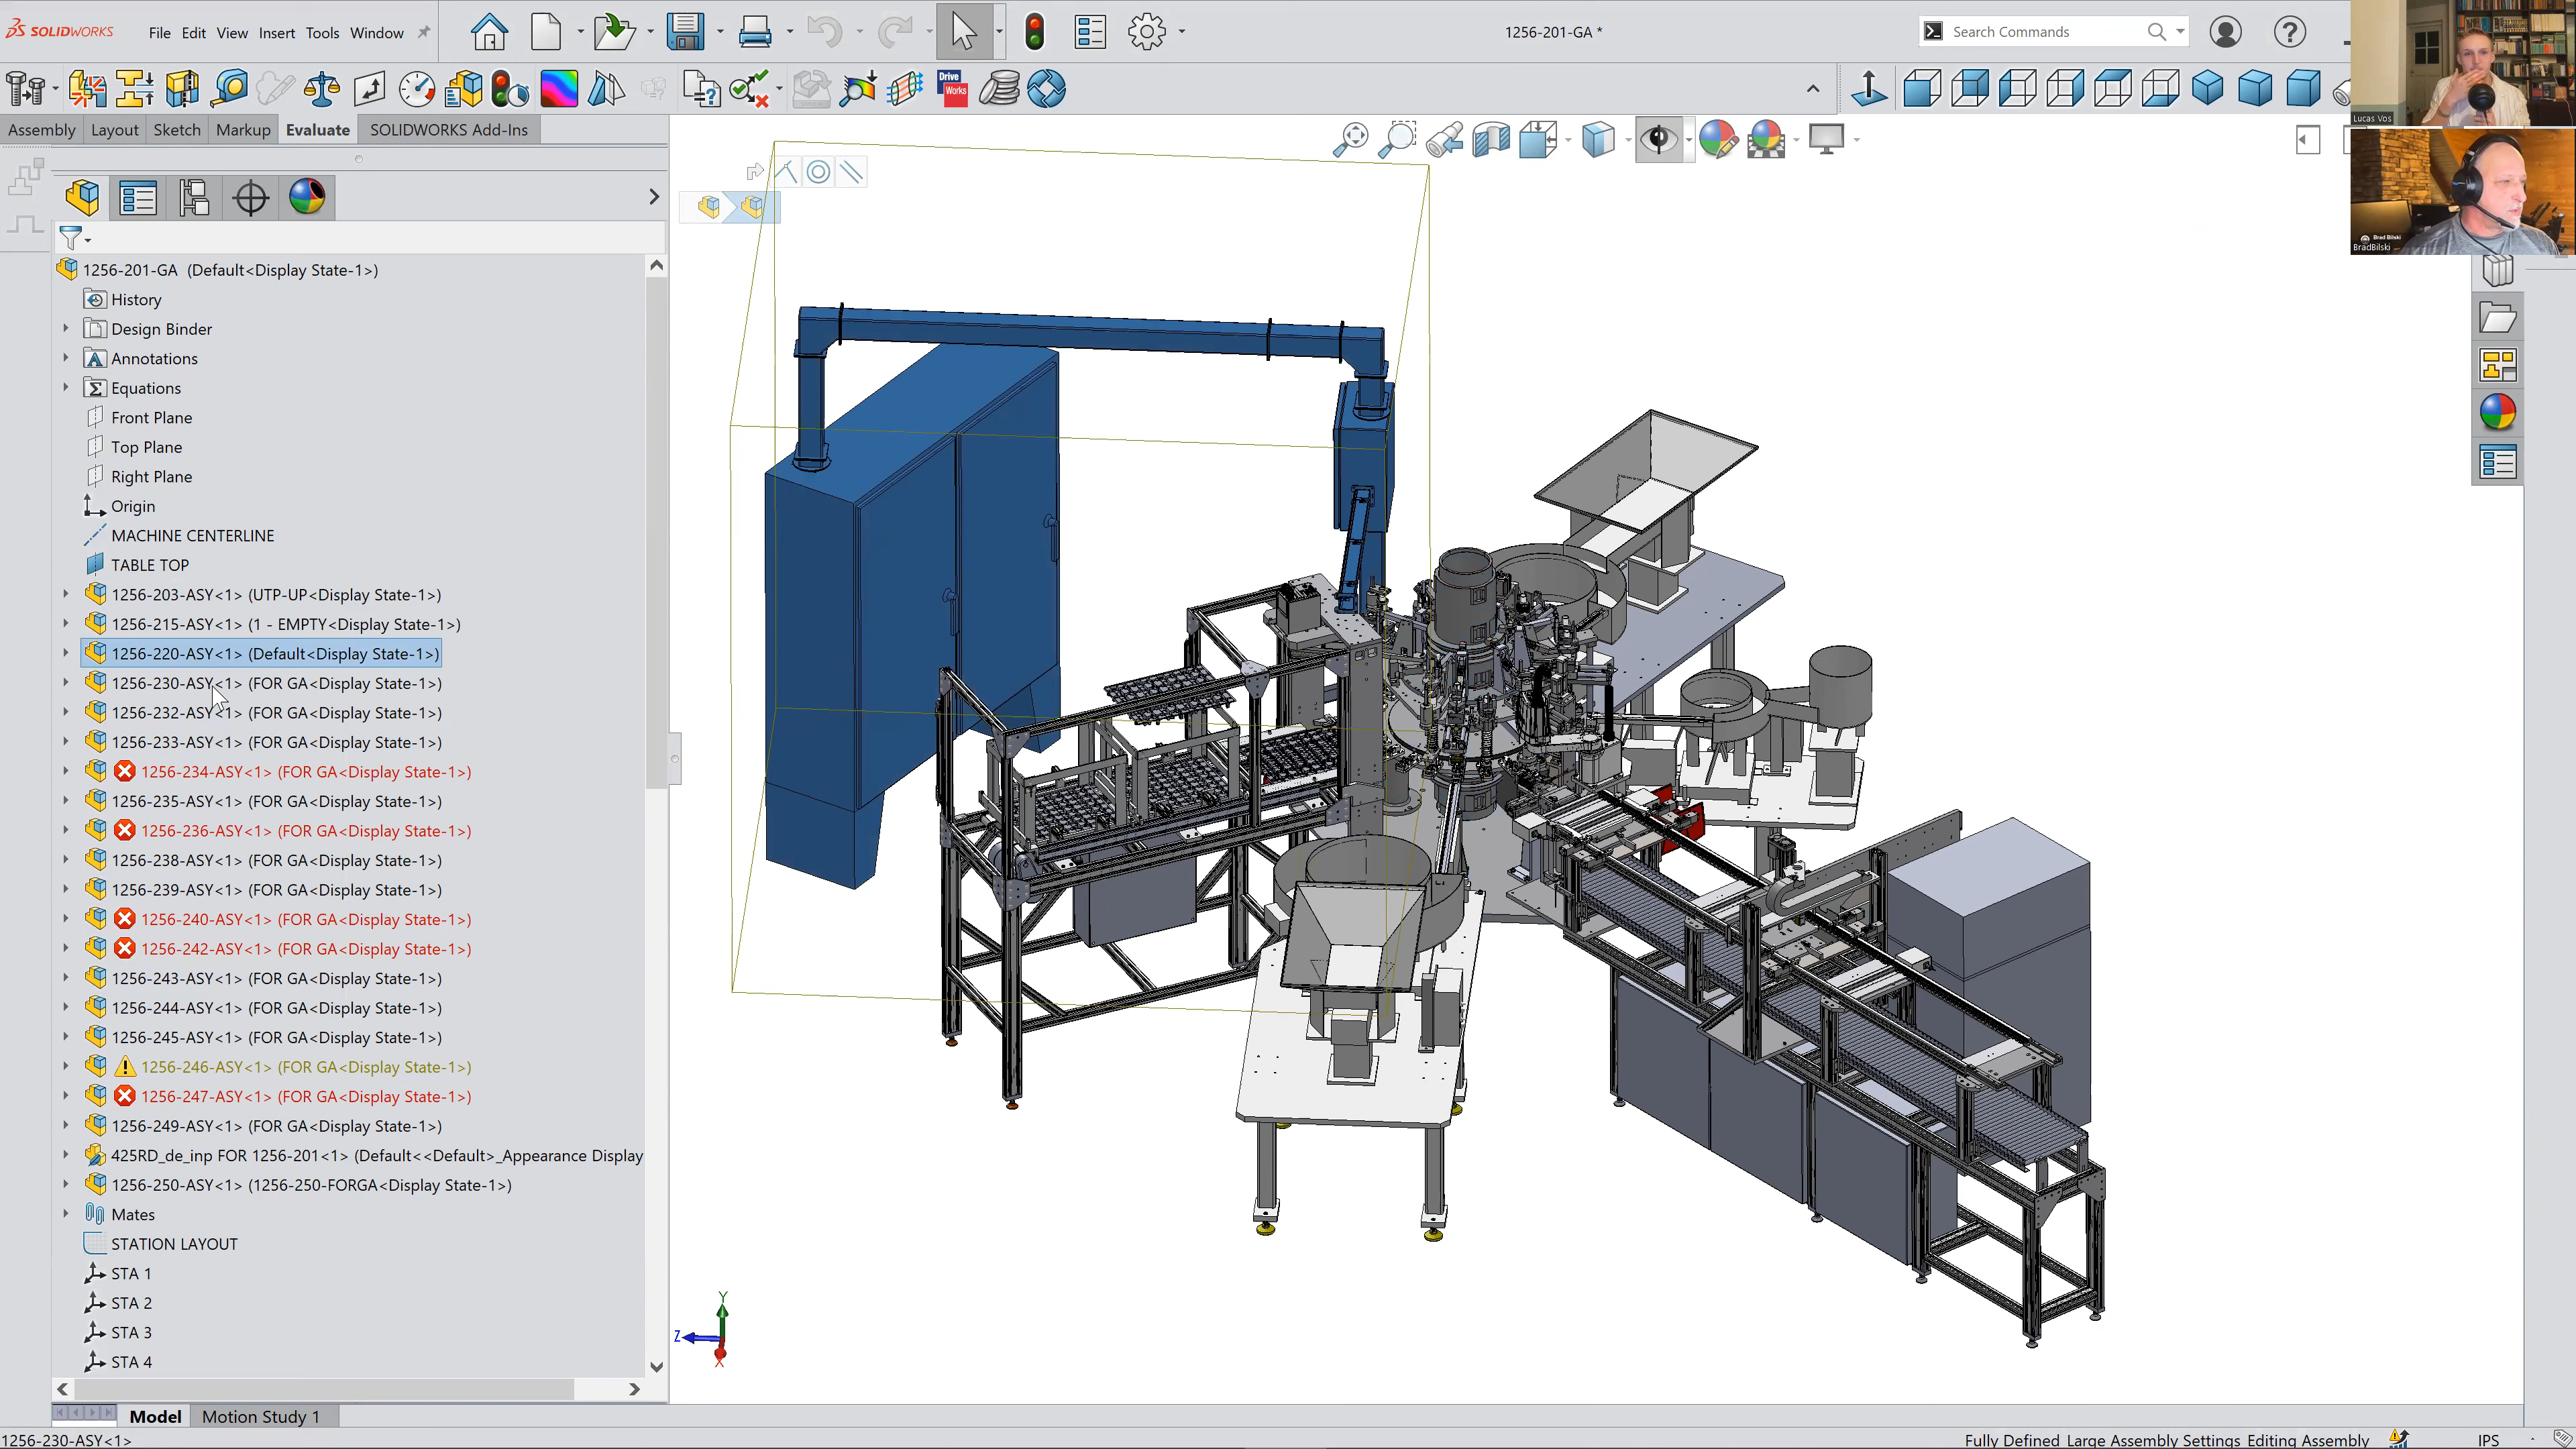 SOLIDWORKS File Edit View Insert Tools Window 1256-201-GA * Search Commands
Drive Works
Assembly Layout Sketch Markup Evaluate SOLIDWORKS Add-Ins
Lucas Vos
Brad Bilski
BradBilski
1256-201-GA (Default<Display State-1>)
History
Design Binder
Annotations
Equations
Front Plane
Top Plane
Right Plane
Origin
MACHINE CENTERLINE
TABLE TOP
1256-203-ASY<1> (UTP-UP<Display State-1>)
1256-215-ASY<1> (1 - EMPTY<Display State-1>)
1256-220-ASY<1> (Default<Display State-1>)
1256-230-ASY<1> (FOR GA<Display State-1>)
1256-232-ASY<1> (FOR GA<Display State-1>)
1256-233-ASY<1> (FOR GA<Display State-1>)
1256-234-ASY<1> (FOR GA<Display State-1>)
1256-235-ASY<1> (FOR GA<Display State-1>)
1256-236-ASY<1> (FOR GA<Display State-1>)
1256-238-ASY<1> (FOR GA<Display State-1>)
1256-239-ASY<1> (FOR GA<Display State-1>)
1256-240-ASY<1> (FOR GA<Display State-1>)
1256-242-ASY<1> (FOR GA<Display State-1>)
1256-243-ASY<1> (FOR GA<Display State-1>)
1256-244-ASY<1> (FOR GA<Display State-1>)
1256-245-ASY<1> (FOR GA<Display State-1>)
1256-246-ASY<1> (FOR GA<Display State-1>)
1256-247-ASY<1> (FOR GA<Display State-1>)
1256-249-ASY<1> (FOR GA<Display State-1>)
425RD_de_inp FOR 1256-201<1> (Default<<Default>_Appearance Display
1256-250-ASY<1> (1256-250-FORGA<Display State-1>)
Mates
STATION LAYOUT
STA 1
STA 2
STA 3
STA 4
Y
Z
X
Model Motion Study 1
1256-230-ASY<1> Fully Defined Large Assembly Settings Editing Assembly IPS